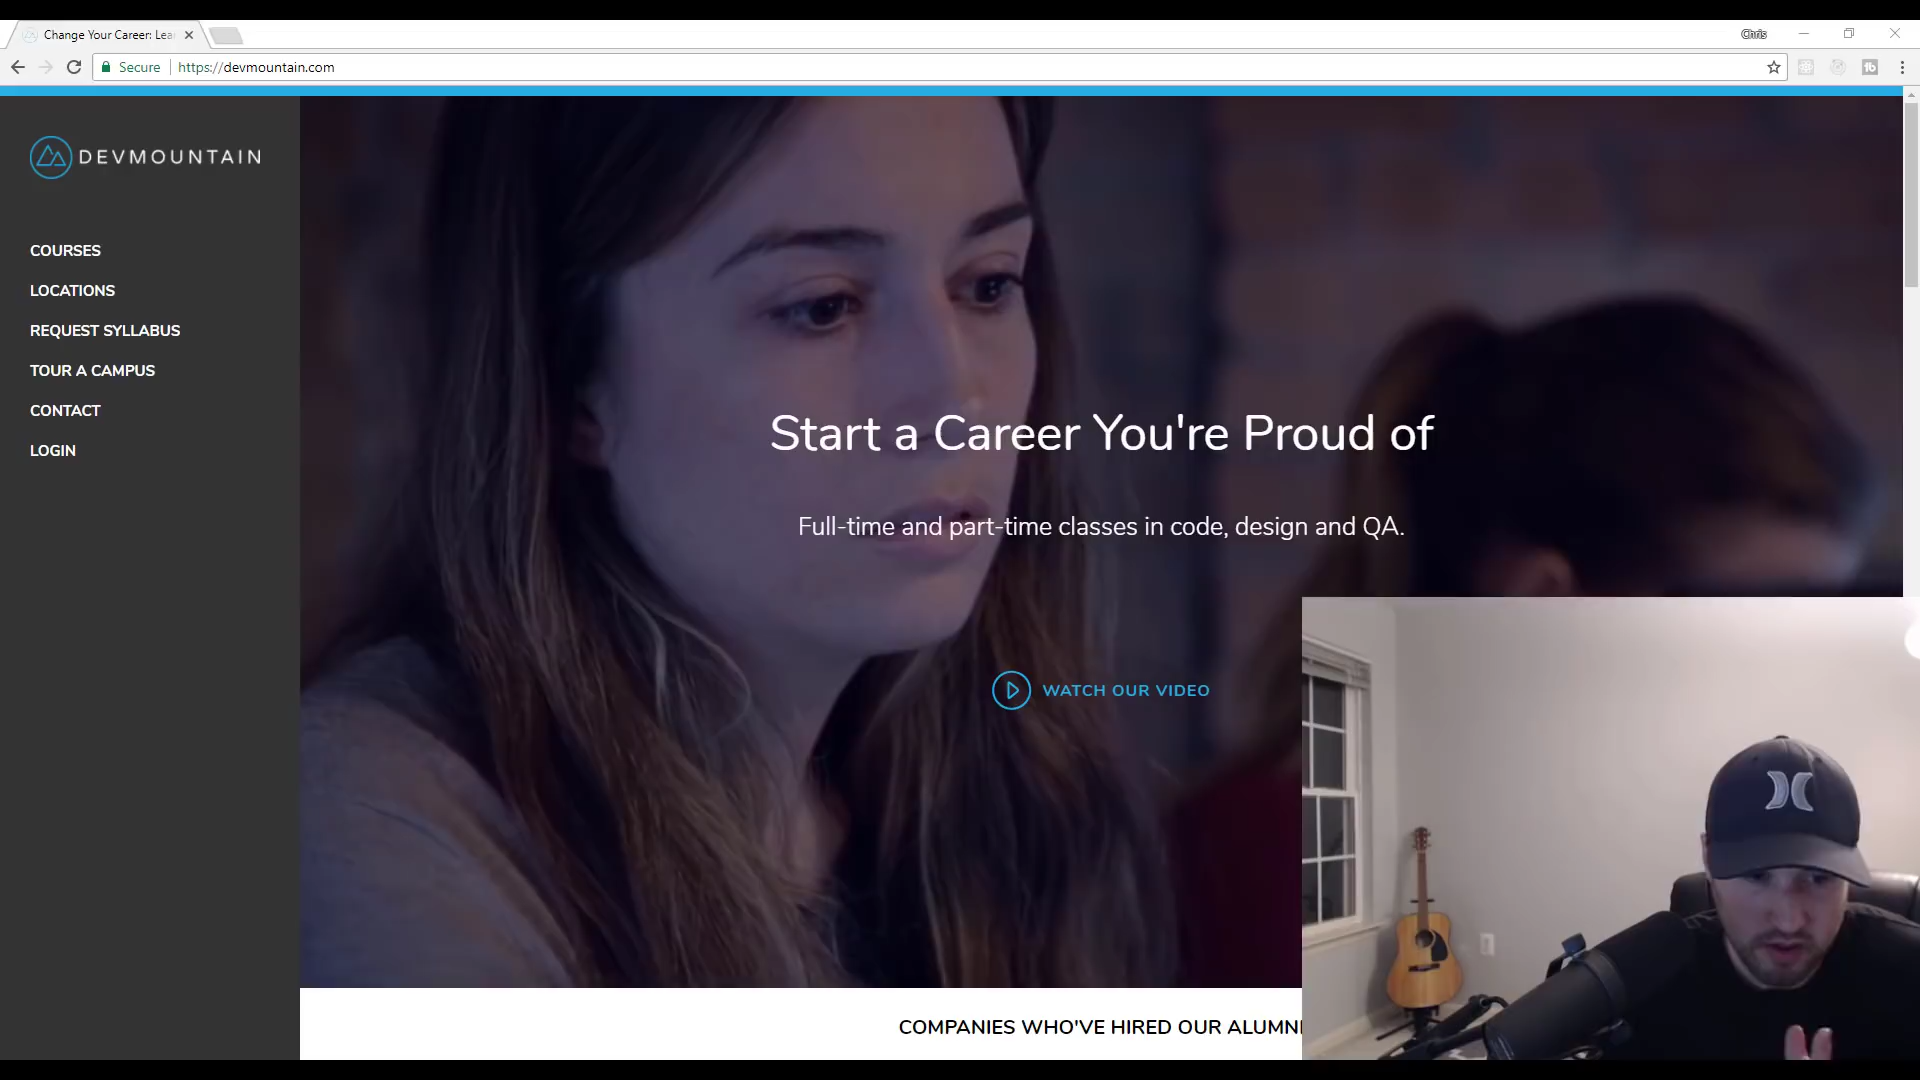 Change Your Career: Lea
Chris
Secure
https://devmountain.com
DEVMOUNTAIN
COURSES
LOCATIONS
REQUEST SYLLABUS
TOUR A CAMPUS
CONTACT
LOGIN
Start a Career You're Proud of
Full-time and part-time classes in code, design and QA.
WATCH OUR VIDEO
COMPANIES WHO'VE HIRED OUR ALUMNI